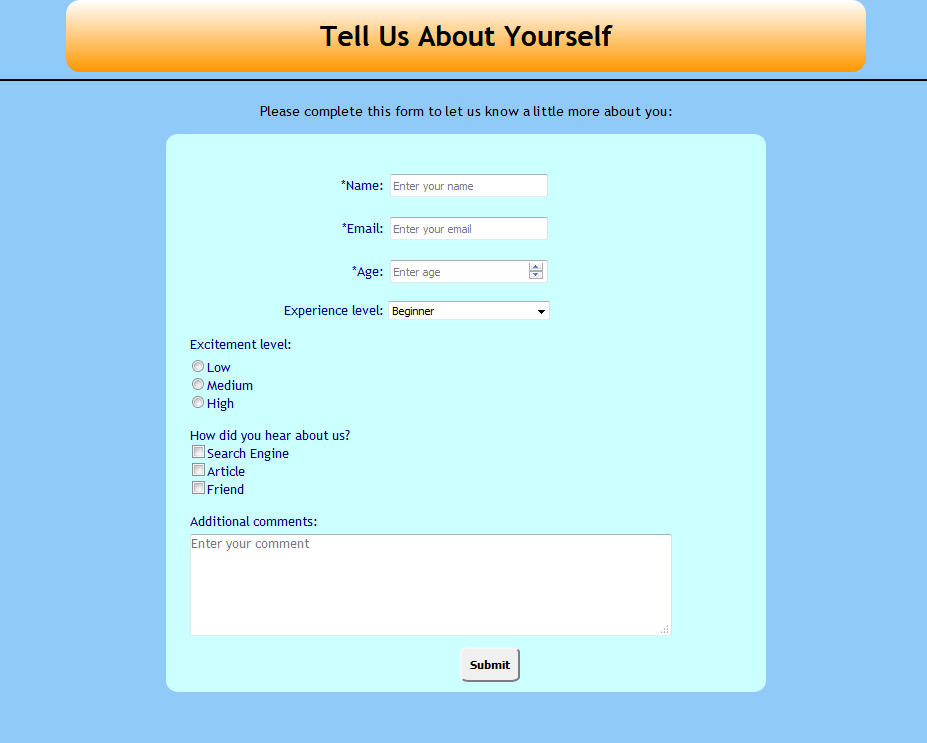 Tell Us About Yourself
Please complete this form to let us know a little more about you:
*Name: Enter your name
*Email: Enter your email
*Age: Enter age
Experience level: Beginner
Excitement level:
Low
Medium
High
How did you hear about us?
Search Engine
Article
Friend
Additional comments:
Enter your comment
Submit